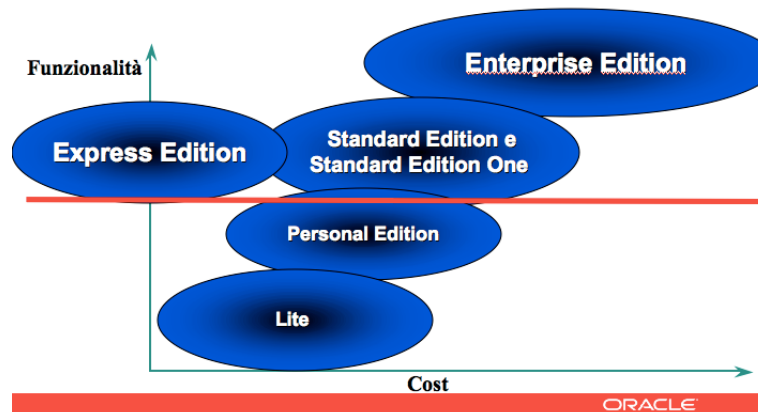 Enterprise Edition
Funzionalità
Express Edition
Standard Edition e
Standard Edition One
Personal Edition
Lite
Cost
ORACLE